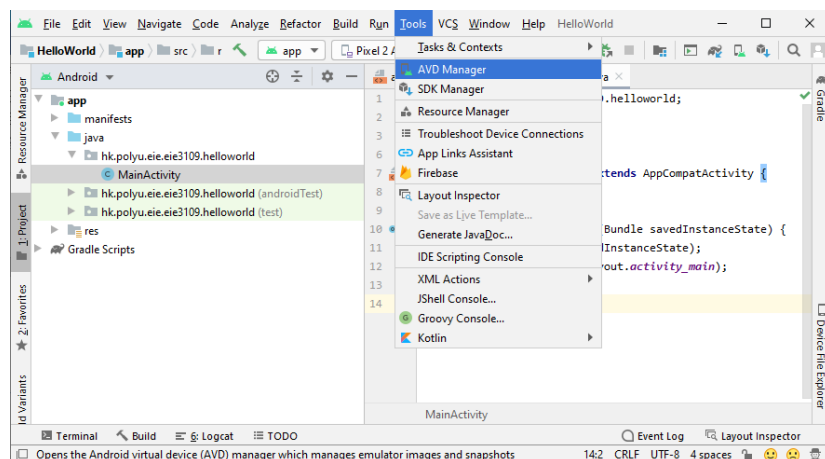 File Edit View Navigate Code Analyze Refactor Build Run Tools VCS Window Help HelloWorld
HelloWorld app src r app Pixel 2
Tasks & Contexts
Android
AVD Manager
SDK Manager
app
1 .helloworld;
manifests
Resource Manager
2
java
Troubleshoot Device Connections
3
hk.polyu.eie.eie3109.helloworld
App Links Assistant
6
MainActivity
Firebase
7 extends AppCompatActivity {
hk.polyu.eie.eie3109.helloworld (androidTest)
Layout Inspector
8
hk.polyu.eie.eie3109.helloworld (test)
Save as Live Template...
9
res
Generate JavaDoc...
10 (Bundle savedInstanceState) {
Gradle Scripts
IDE Scripting Console
11 InstanceState);
12 out.activity_main);
XML Actions
13
JShell Console...
14
Groovy Console...
Kotlin
Resource Manager
1: Project
2: Favorites
Variants
Gradle
Device File Explorer
MainActivity
Terminal Build 6: Logcat TODO Event Log Layout Inspector
Opens the Android virtual device (AVD) manager which manages emulator images and snapshots 14:2 CRLF UTF-8 4 spaces